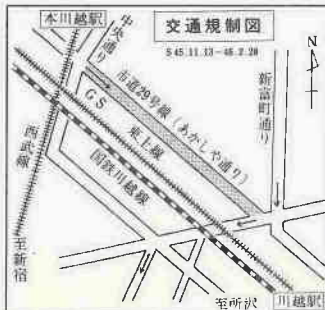 本川越駅
中央通り
交通規制図
S45.11.13~46.2.28
新富町通り
市道29号線(あかしや通り)
GS
東上線
国鉄川越線
西武線
至新宿
至所沢
川越駅